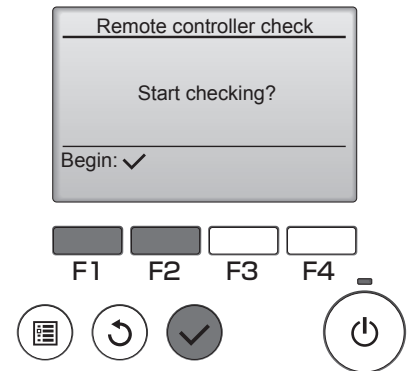 Remote controller check
Start checking?
Begin: ✓
F1 F2 F3 F4